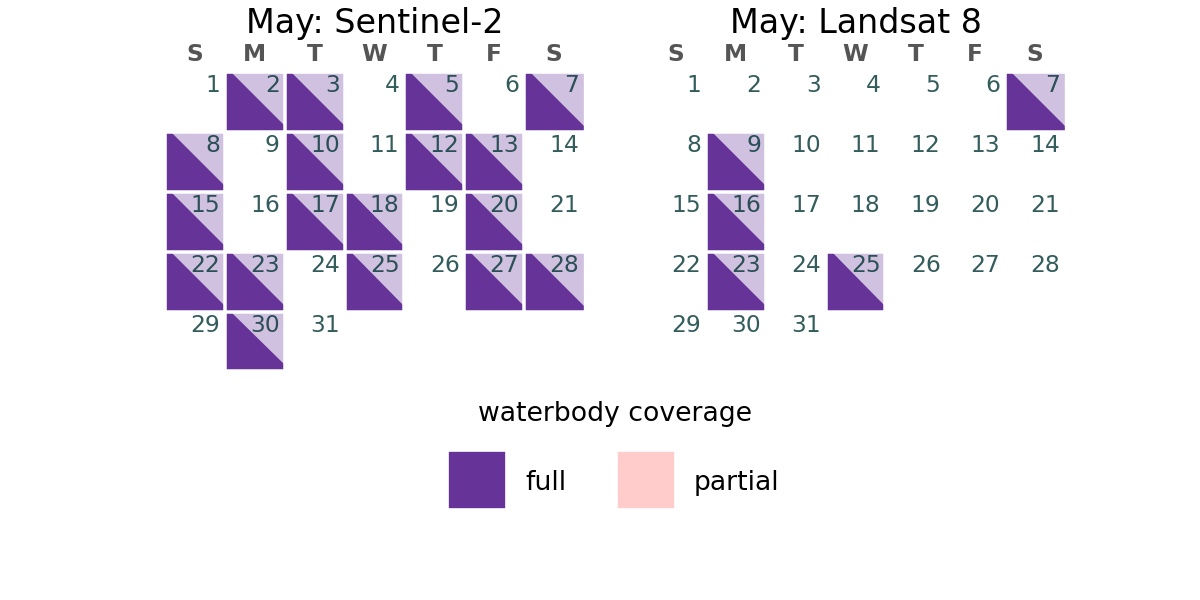 May: Sentinel-2
S M T W T F S
1 2 3 4 5 6 7
8 9 10 11 12 13 14
15 16 17 18 19 20 21
22 23 24 25 26 27 28
29 30 31
May: Landsat 8
S M T W T F S
1 2 3 4 5 6 7
8 9 10 11 12 13 14
15 16 17 18 19 20 21
22 23 24 25 26 27 28
29 30 31
waterbody coverage
full
partial